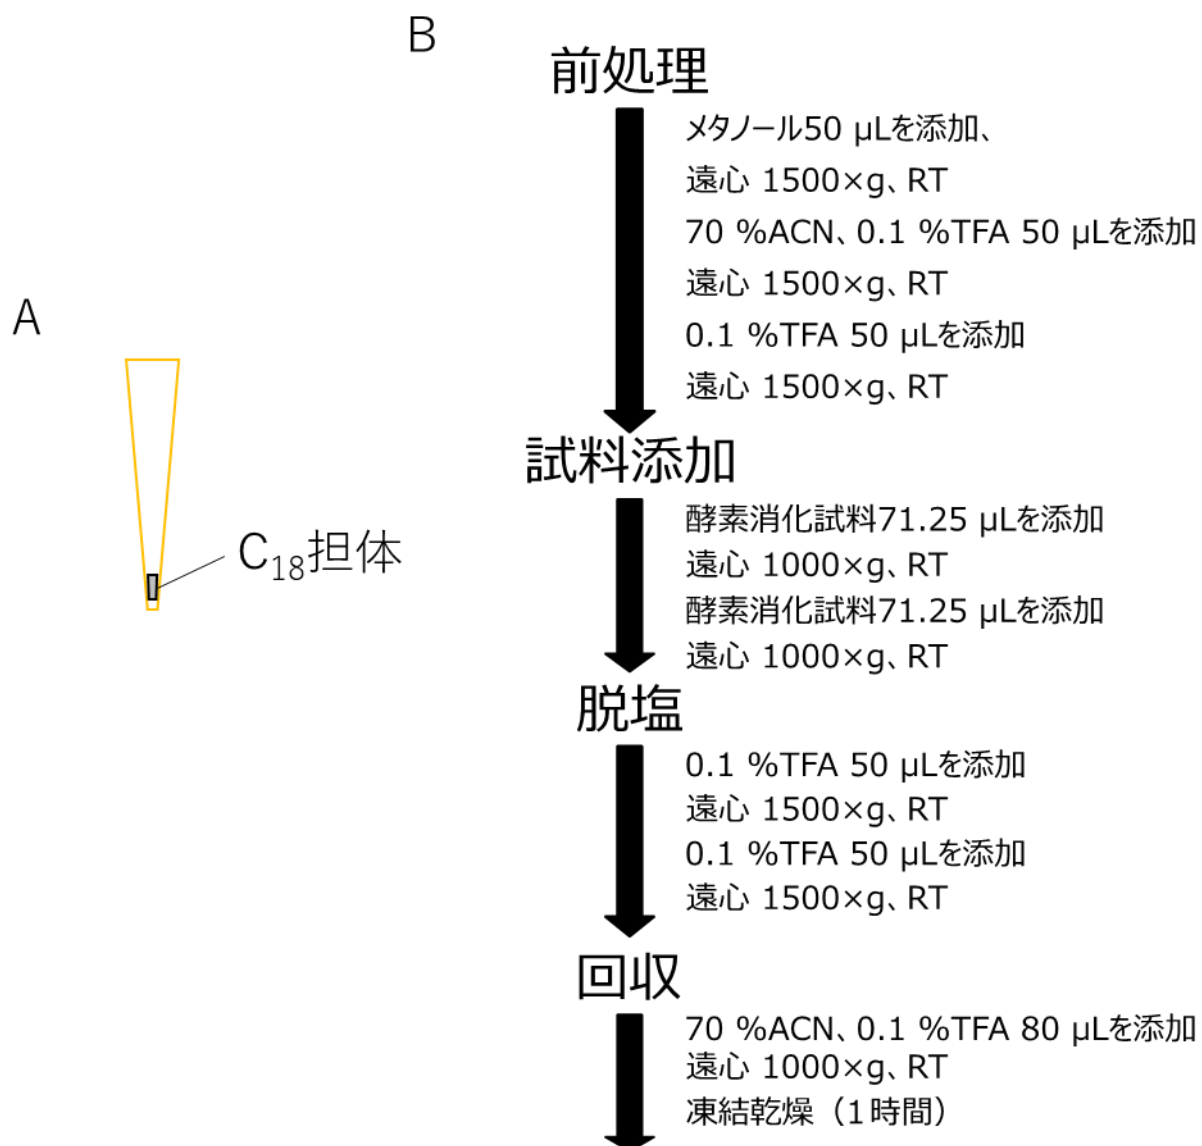 B
前処理
メタノール50 µLを添加、
遠心 1500×g、RT
70 %ACN、0.1 %TFA 50 µLを添加
遠心 1500×g、RT
0.1 %TFA 50 µLを添加
遠心 1500×g、RT
A
C₁₈担体
試料添加
酵素消化試料71.25 µLを添加
遠心 1000×g、RT
酵素消化試料71.25 µLを添加
遠心 1000×g、RT
脱塩
0.1 %TFA 50 µLを添加
遠心 1500×g、RT
0.1 %TFA 50 µLを添加
遠心 1500×g、RT
回収
70 %ACN、0.1 %TFA 80 µLを添加
遠心 1000×g、RT
凍結乾燥（1時間）